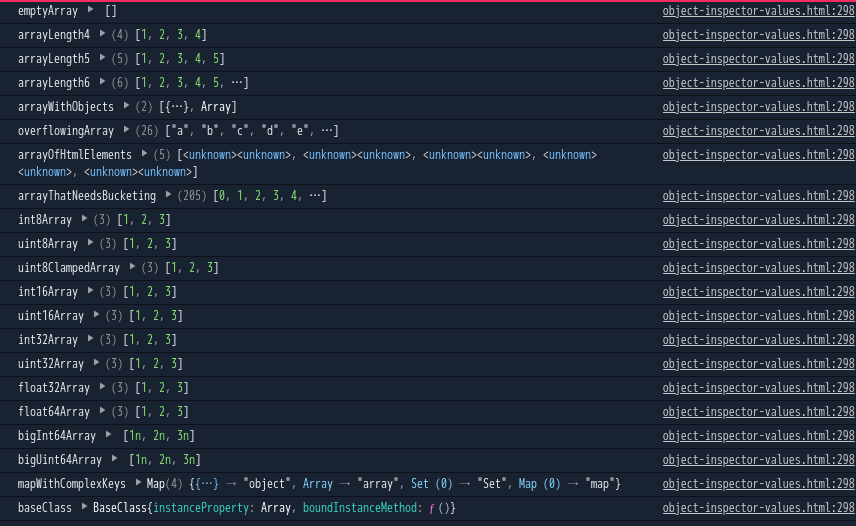 emptyArray ▶ [] object-inspector-values.html:298
arrayLength4 ▶ (4) [1, 2, 3, 4] object-inspector-values.html:298
arrayLength5 ▶ (5) [1, 2, 3, 4, 5] object-inspector-values.html:298
arrayLength6 ▶ (6) [1, 2, 3, 4, 5, …] object-inspector-values.html:298
arrayWithObjects ▶ (2) [{…}, Array] object-inspector-values.html:298
overflowingArray ▶ (26) ["a", "b", "c", "d", "e", …] object-inspector-values.html:298
arrayOfHtmlElements ▶ (5) [<unknown><unknown>, <unknown><unknown>, <unknown><unknown>, <unknown> object-inspector-values.html:298
<unknown>, <unknown><unknown>]
arrayThatNeedsBucketing ▶ (205) [0, 1, 2, 3, 4, …] object-inspector-values.html:298
int8Array ▶ (3) [1, 2, 3] object-inspector-values.html:298
uint8Array ▶ (3) [1, 2, 3] object-inspector-values.html:298
uint8ClampedArray ▶ (3) [1, 2, 3] object-inspector-values.html:298
int16Array ▶ (3) [1, 2, 3] object-inspector-values.html:298
uint16Array ▶ (3) [1, 2, 3] object-inspector-values.html:298
int32Array ▶ (3) [1, 2, 3] object-inspector-values.html:298
uint32Array ▶ (3) [1, 2, 3] object-inspector-values.html:298
float32Array ▶ (3) [1, 2, 3] object-inspector-values.html:298
float64Array ▶ (3) [1, 2, 3] object-inspector-values.html:298
bigInt64Array ▶ [1n, 2n, 3n] object-inspector-values.html:298
bigUint64Array ▶ [1n, 2n, 3n] object-inspector-values.html:298
mapWithComplexKeys ▶ Map(4) {{…} → "object", Array → "array", Set (0) → "Set", Map (0) → "map"} object-inspector-values.html:298
baseClass ▶ BaseClass{instanceProperty: Array, boundInstanceMethod: ƒ ()} object-inspector-values.html:298